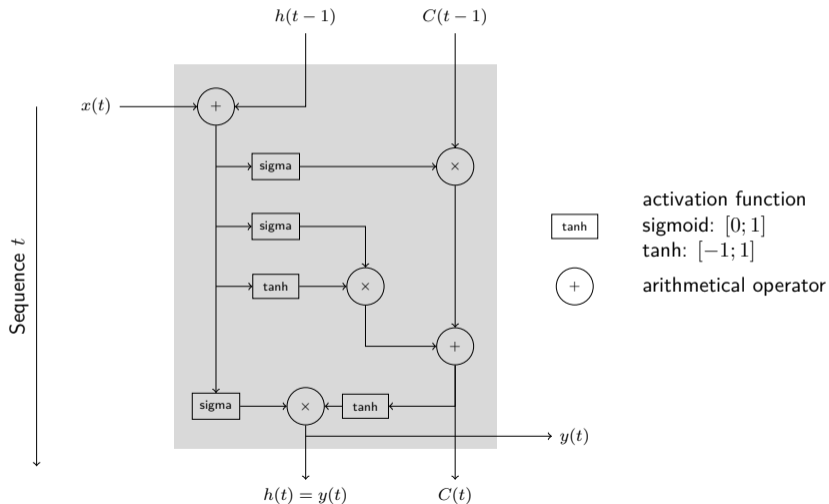 h(t − 1)
C(t − 1)
x(t)
+
sigma
×
sigma
tanh
×
+
sigma
×
tanh
y(t)
h(t) = y(t)
C(t)
Sequence t
activation function
sigmoid: [0; 1]
tanh: [−1; 1]
tanh
+
arithmetical operator